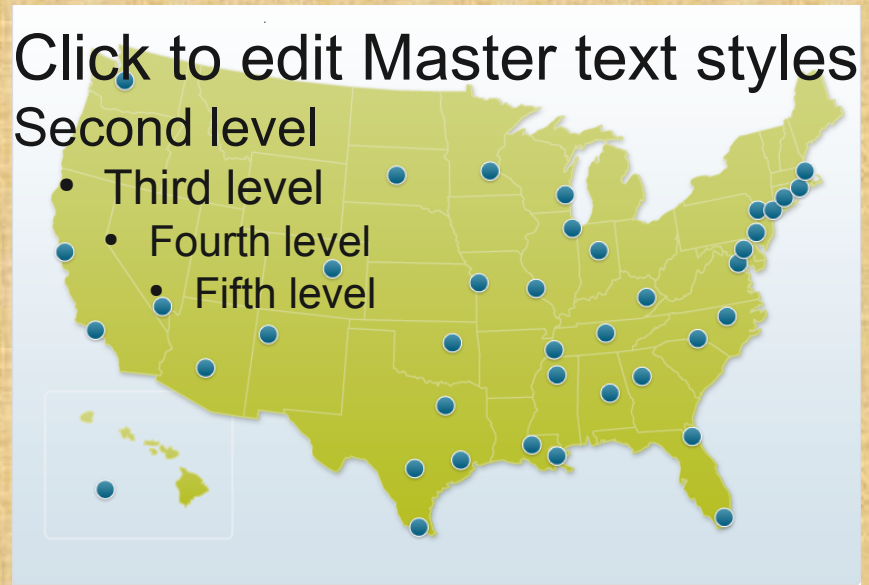 Click to edit Master text styles
Second level
• Third level
• Fourth level
• Fifth level